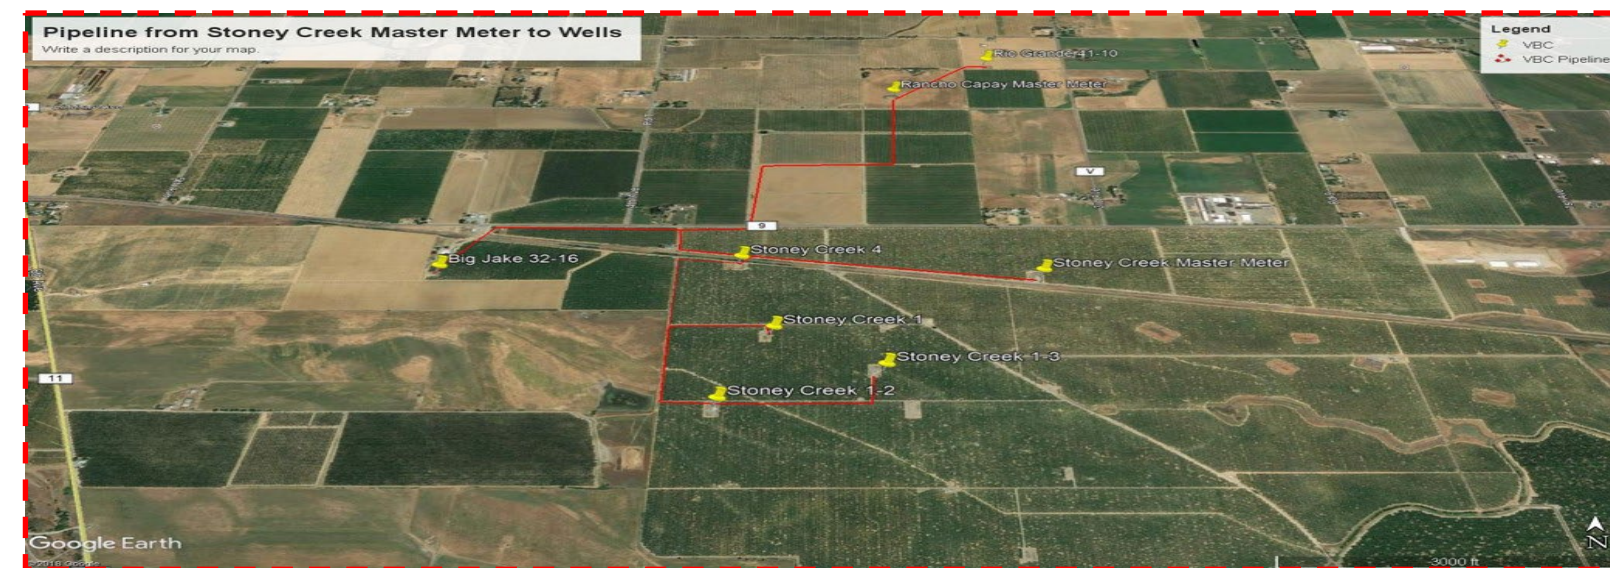 Pipeline from Stoney Creek Master Meter to Wells
Write a description for your map.
Legend
VBC
VBC Pipeline
Rio Grande 41-10
Rancho Capay Master Meter
V
9
Stoney Creek 4
Big Jake 32-16
Stoney Creek Master Meter
Stoney Creek 1
Stoney Creek 1-3
11
Stoney Creek 1-2
N
Google Earth
©2018 Google
3000 ft